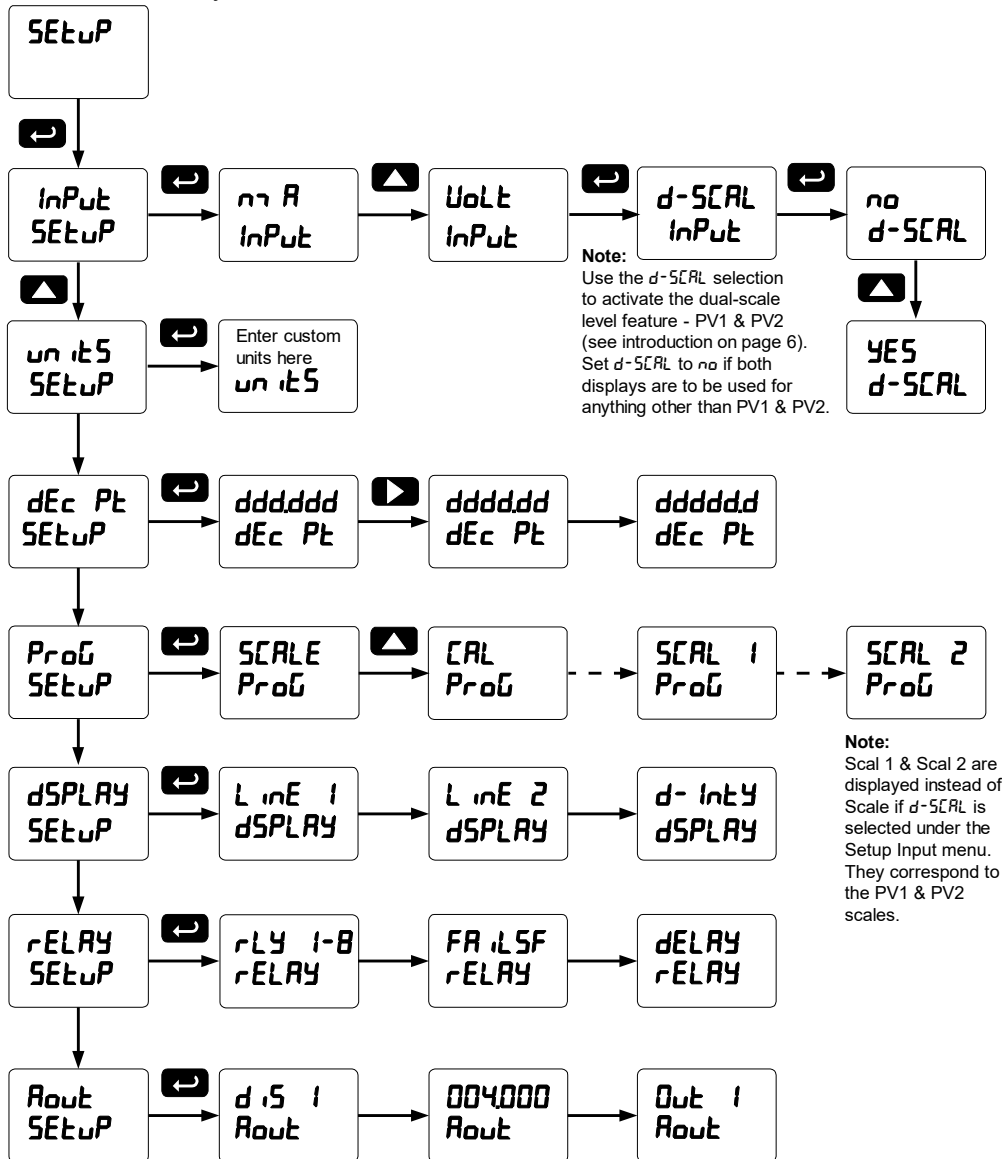 SEtuP
InPut
SEtuP
mA
InPut
VoLt
InPut
d-SCAL
InPut
no
d-SCAL
Note:
Use the d-SCAL selection
to activate the dual-scale
level feature - PV1 & PV2
(see introduction on page 6).
Set d-SCAL to no if both
displays are to be used for
anything other than PV1 & PV2.
YES
d-SCAL
unitS
SEtuP
Enter custom
units here
unitS
dEc Pt
SEtuP
ddd.ddd
dEc Pt
dddd.dd
dEc Pt
ddddd.d
dEc Pt
ProG
SEtuP
SCALE
ProG
CAL
ProG
SCAL 1
ProG
SCAL 2
ProG
Note:
Scal 1 & Scal 2 are
displayed instead of
Scale if d-SCAL is
selected under the
Setup Input menu.
They correspond to
the PV1 & PV2
scales.
dSPLAY
SEtuP
LinE 1
dSPLAY
LinE 2
dSPLAY
d-IntY
dSPLAY
rELAY
SEtuP
rLY 1-8
rELAY
FAiLSF
rELAY
dELAY
rELAY
Aout
SEtuP
diS 1
Aout
004.000
Aout
Out 1
Aout